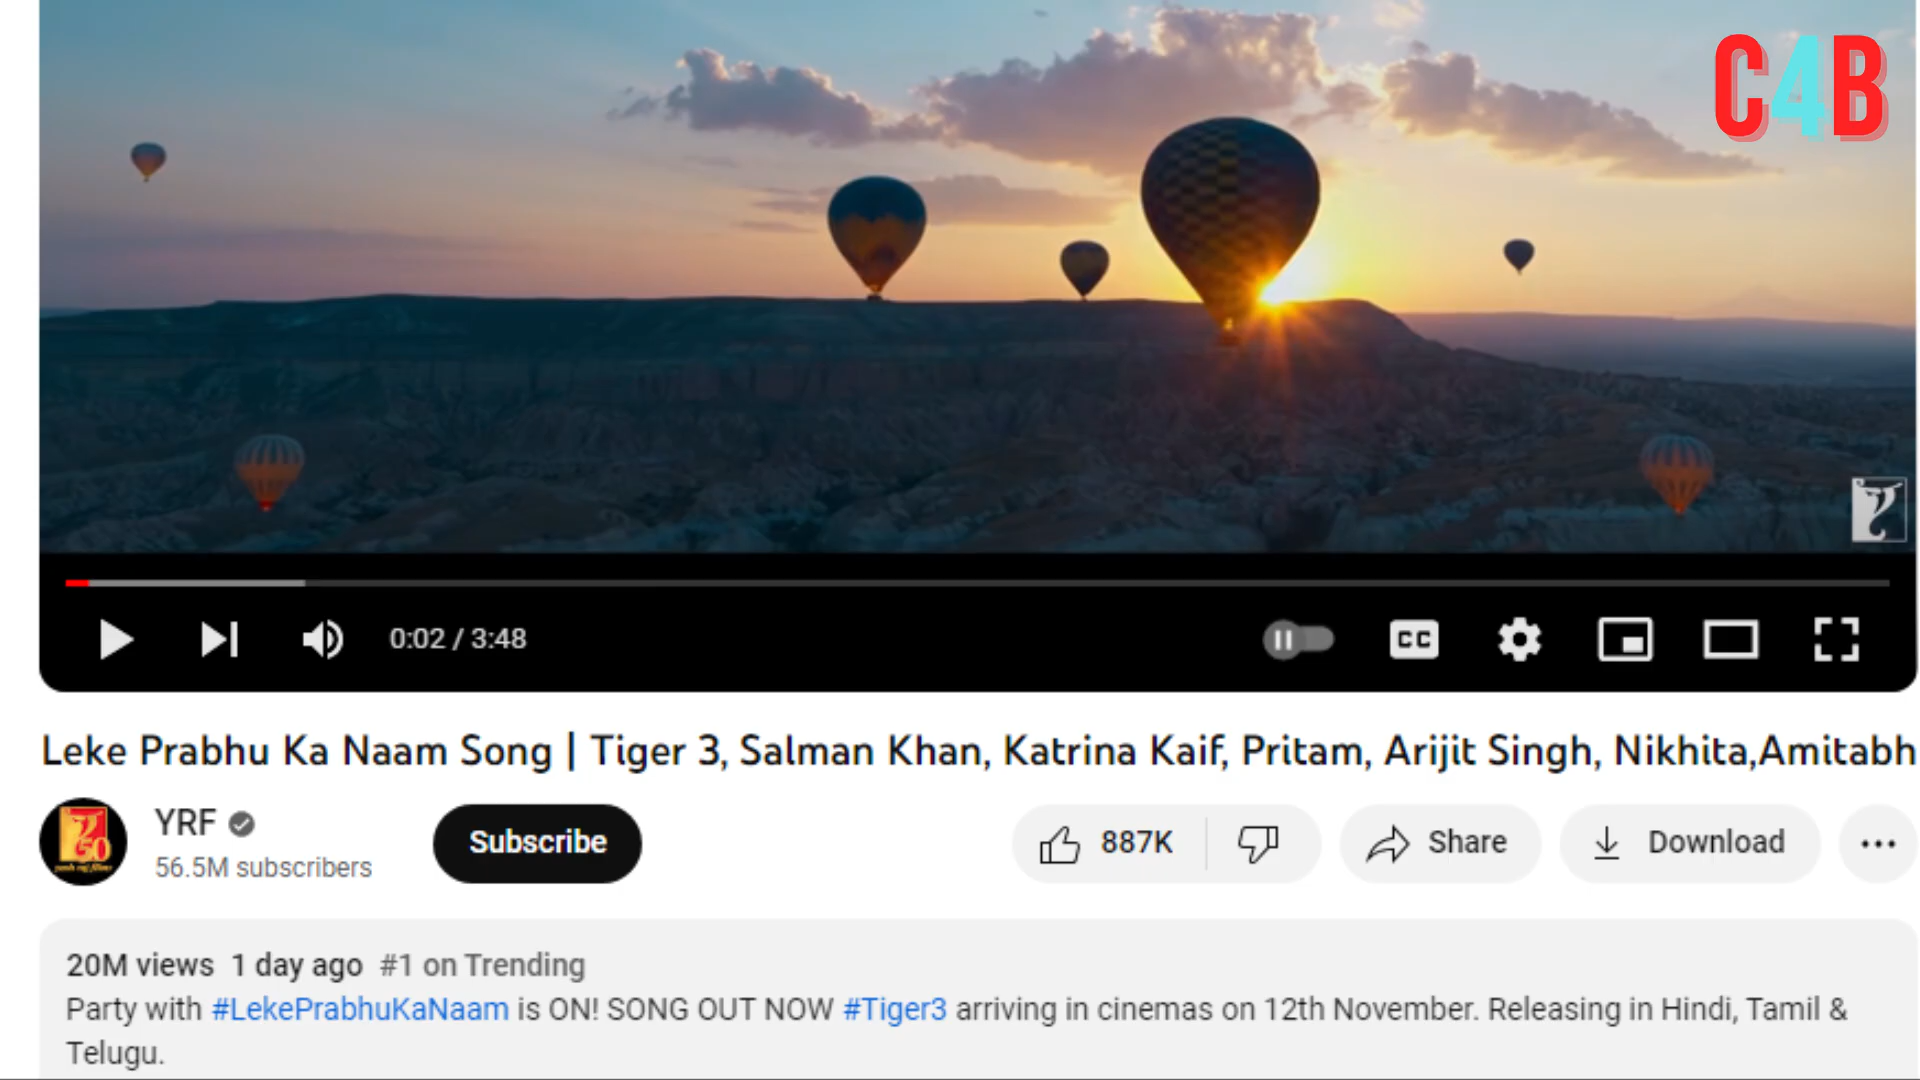 C4B
0:02 / 3:48
CC
Leke Prabhu Ka Naam Song | Tiger 3, Salman Khan, Katrina Kaif, Pritam, Arijit Singh, Nikhita,Amitabh
YRF
56.5M subscribers
Subscribe
887K
Share
Download
50
20M views 1 day ago #1 on Trending
Party with #LekePrabhuKaNaam is ON! SONG OUT NOW #Tiger3 arriving in cinemas on 12th November. Releasing in Hindi, Tamil &
Telugu.